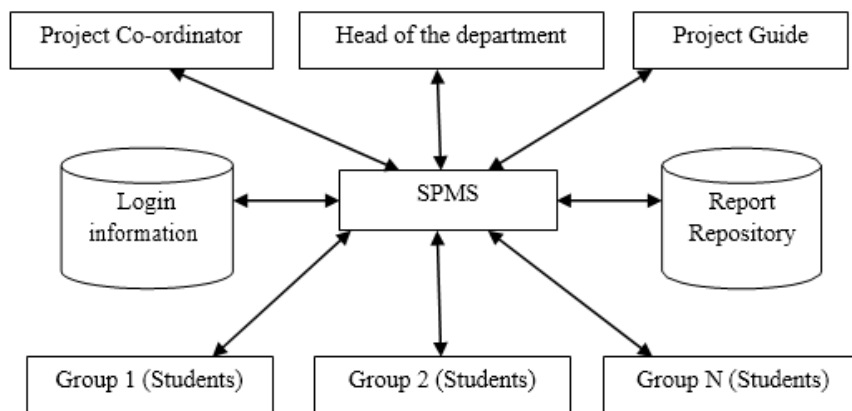 Project Co-ordinator
Head of the department
Project Guide
Login
information
SPMS
Report
Repository
Group 1 (Students)
Group 2 (Students)
Group N (Students)